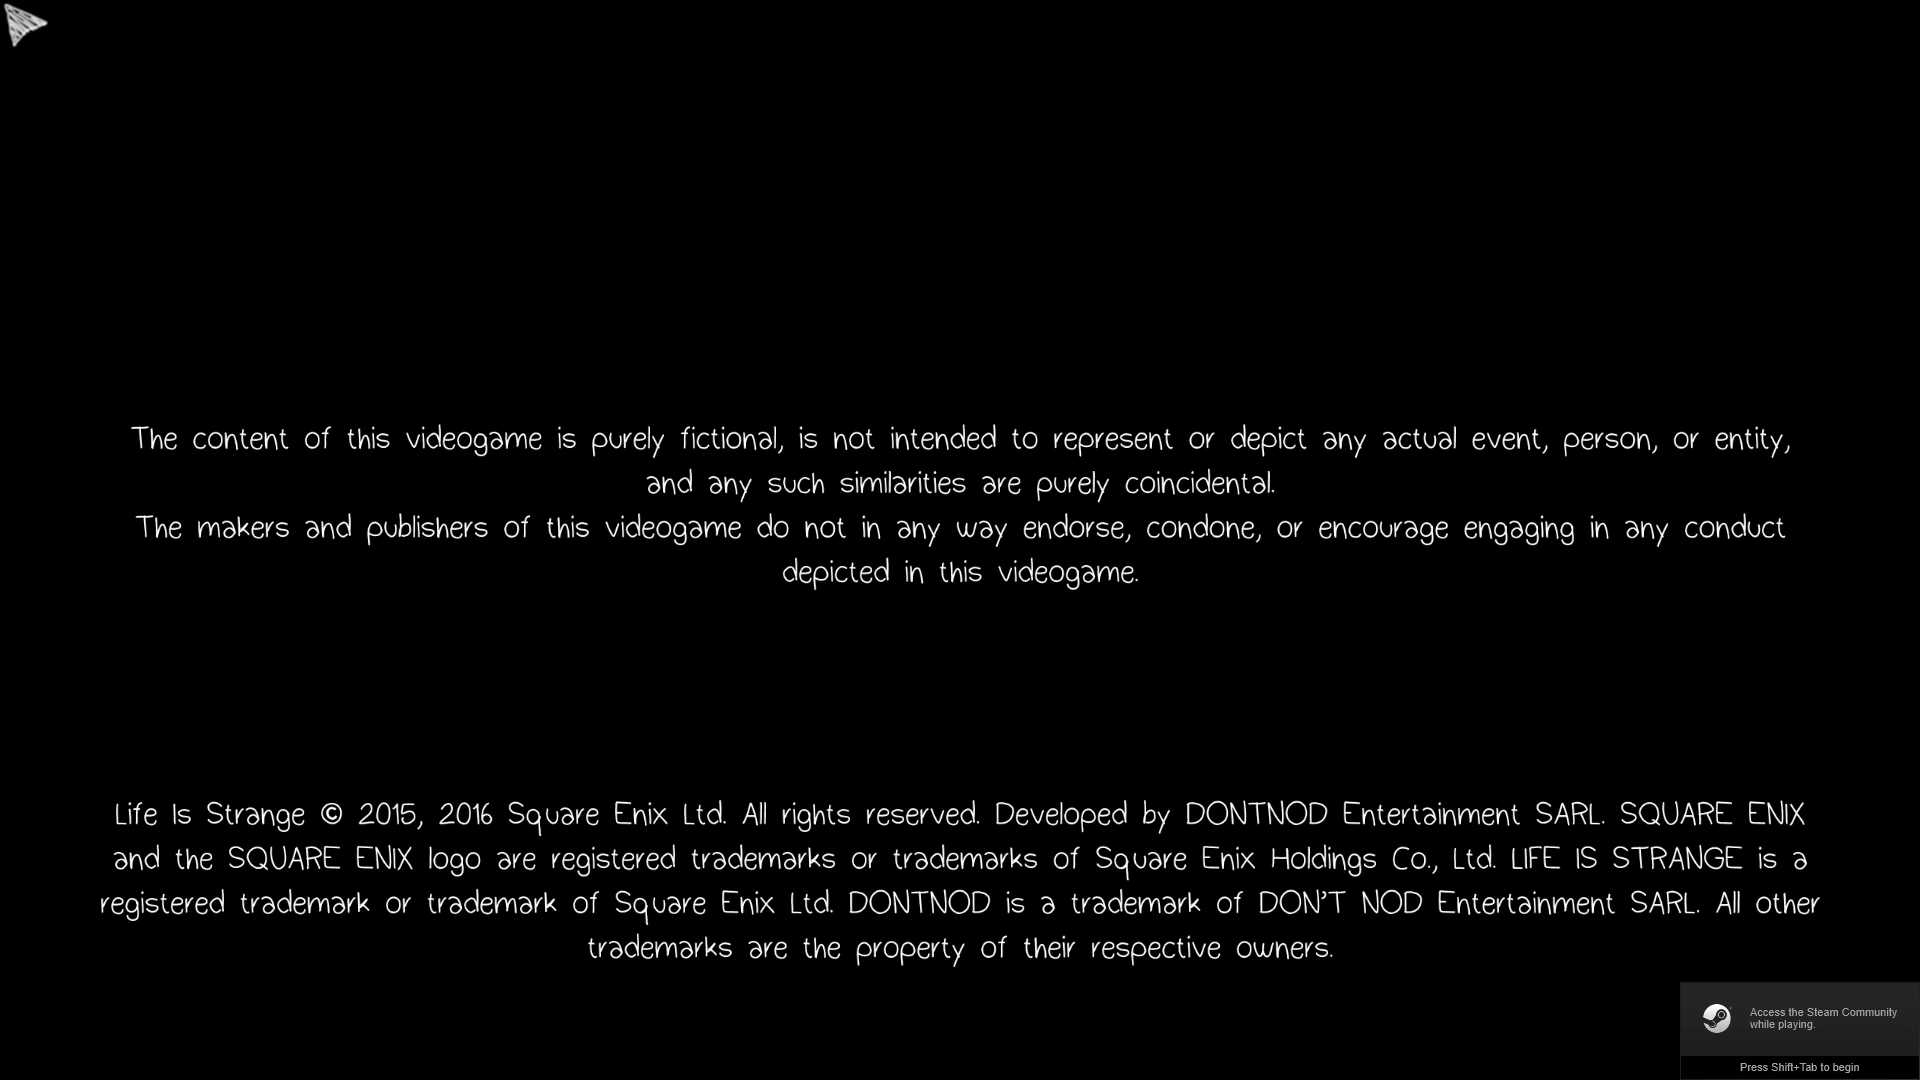 The content of this videogame is purely fictional, is not intended to represent or depict any actual event, person, or entity,
and any such similarities are purely coincidental.
The makers and publishers of this videogame do not in any way endorse, condone, or encourage engaging in any conduct
depicted in this videogame.
Life Is Strange © 2015, 2016 Square Enix Ltd. All rights reserved. Developed by DONTNOD Entertainment SARL. SQUARE ENIX
and the SQUARE ENIX logo are registered trademarks or trademarks of Square Enix Holdings Co., Ltd. LIFE IS STRANGE is a
registered trademark or trademark of Square Enix Ltd. DONTNOD is a trademark of DON'T NOD Entertainment SARL. All other
trademarks are the property of their respective owners.
Access the Steam Community
while playing.
Press Shift+Tab to begin